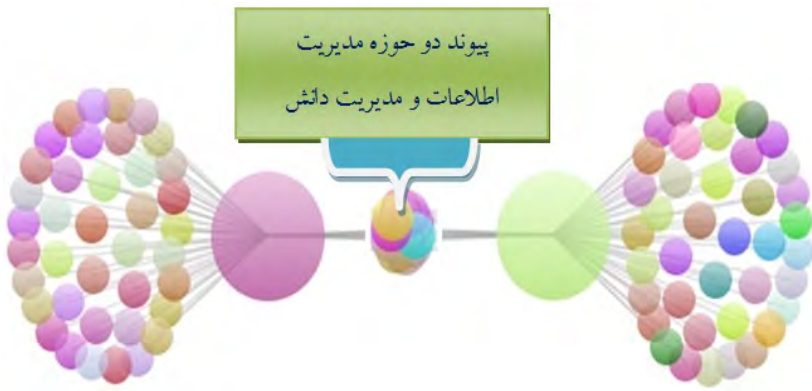 پیوند دو حوزه مدیریت
اطلاعات و مدیریت دانش